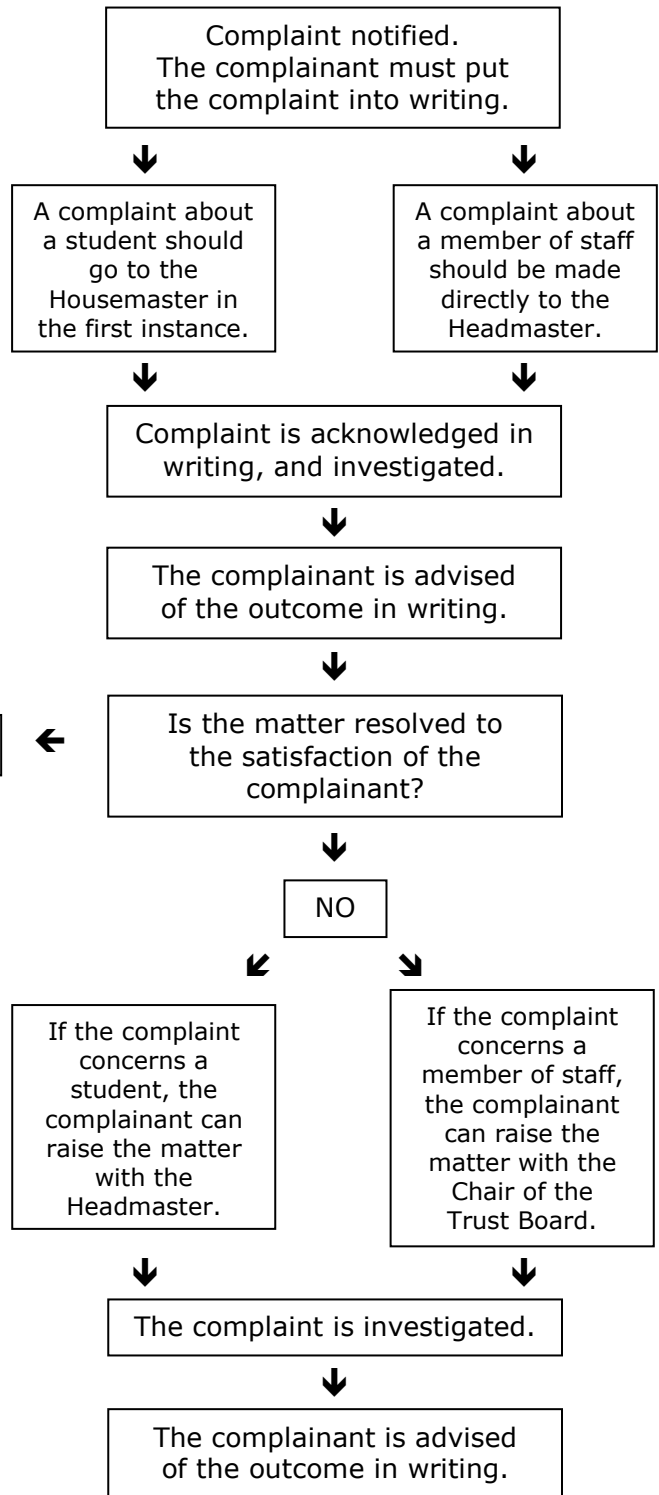 Complaint notified.
The complainant must put
the complaint into writing.
A complaint about
a student should
go to the
Housemaster in
the first instance.
A complaint about
a member of staff
should be made
directly to the
Headmaster.
Complaint is acknowledged in
writing, and investigated.
The complainant is advised
of the outcome in writing.
Is the matter resolved to
the satisfaction of the
complainant?
NO
If the complaint
concerns a
student, the
complainant can
raise the matter
with the
Headmaster.
If the complaint
concerns a
member of staff,
the complainant
can raise the
matter with the
Chair of the
Trust Board.
The complaint is investigated.
The complainant is advised
of the outcome in writing.